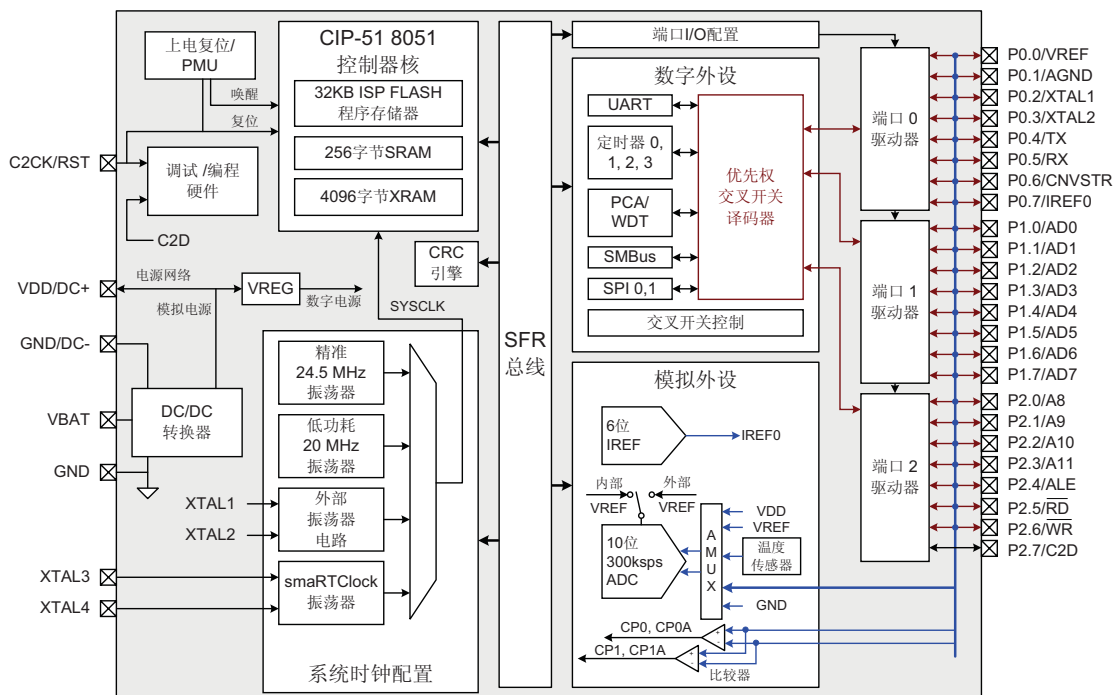 上电复位/
PMU
唤醒
复位
C2CK/RST
调试 /编程
硬件
C2D
电源网络
VDD/DC+
模拟电源
VREG
数字电源
GND/DC-
VBAT
DC/DC
转换器
GND
XTAL1
XTAL2
XTAL3
XTAL4
CIP-51 8051
控制器核
32KB ISP FLASH
程序存储器
256字节SRAM
4096字节XRAM
CRC
引擎
SYSCLK
精准
24.5 MHz
振荡器
低功耗
20 MHz
振荡器
外部
振荡器
电路
smaRTClock
振荡器
系统时钟配置
SFR
总线
端口I/O配置
数字外设
UART
定时器 0,
1, 2, 3
PCA/
WDT
SMBus
SPI 0,1
优先权
交叉开关
译码器
交叉开关控制
模拟外设
6位
IREF
IREF0
内部
VREF
外部
VREF
10位
300ksps
ADC
A
M
U
X
VDD
VREF
温度
传感器
GND
CP0, CP0A
+
-
CP1, CP1A
+
-
比较器
端口 0
驱动器
端口 1
驱动器
端口 2
驱动器
P0.0/VREF
P0.1/AGND
P0.2/XTAL1
P0.3/XTAL2
P0.4/TX
P0.5/RX
P0.6/CNVSTR
P0.7/IREF0
P1.0/AD0
P1.1/AD1
P1.2/AD2
P1.3/AD3
P1.4/AD4
P1.5/AD5
P1.6/AD6
P1.7/AD7
P2.0/A8
P2.1/A9
P2.2/A10
P2.3/A11
P2.4/ALE
P2.5/RD
P2.6/WR
P2.7/C2D